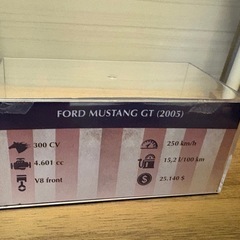 FORD MUSTANG GT (2005)
300 CV
250 km/h
4.601 cc
15,2 l/100 km
V8 front
25.140 $